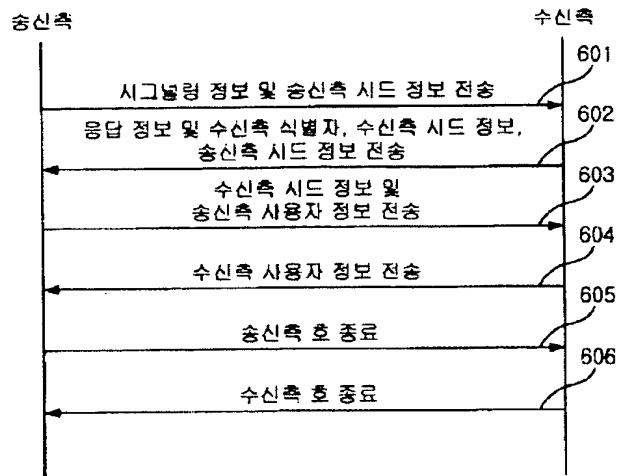 송신측
수신측
601
시그널링 정보 및 송신측 시드 정보 전송
602
응답 정보 및 수신측 식별자, 수신측 시드 정보,
송신측 시드 정보 전송
603
수신측 시드 정보 및
송신측 사용자 정보 전송
604
수신측 사용자 정보 전송
605
송신측 호 종료
606
수신측 호 종료